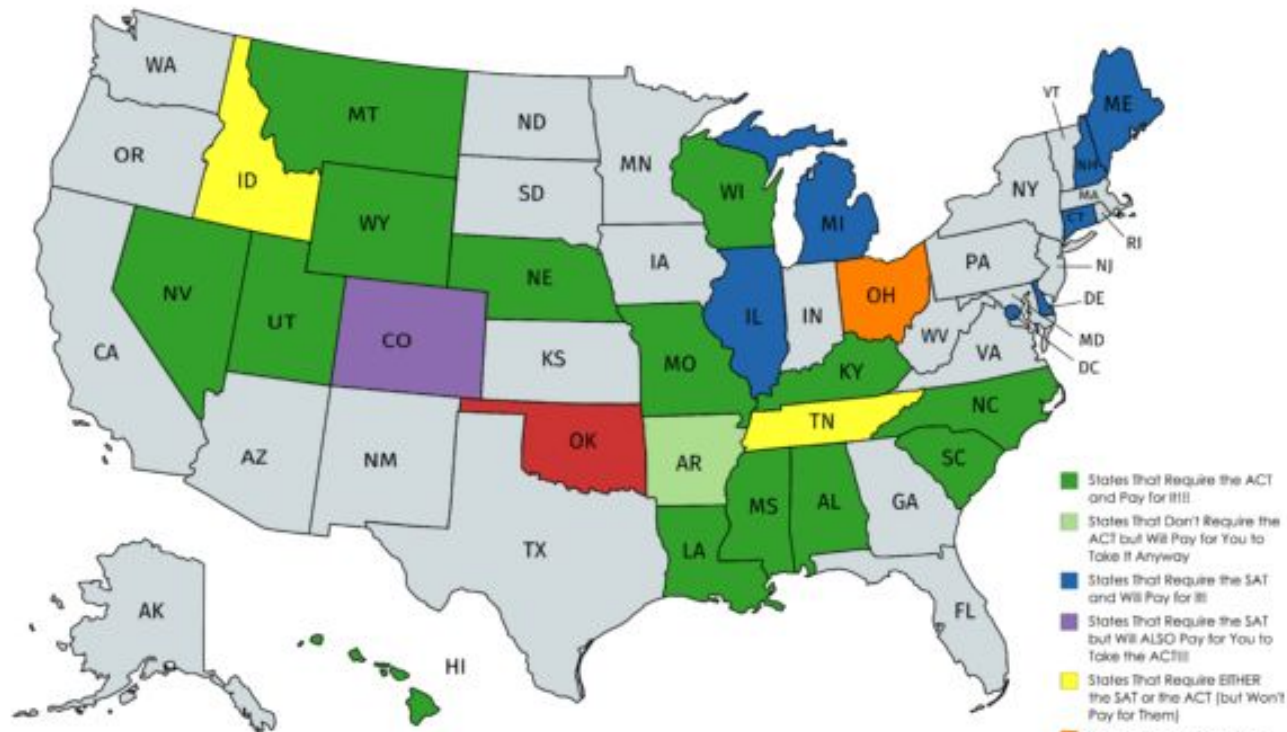 WA
MT
ND
MN
VT
ME
OR
ID
SD
WI
NH
NY
MA
WY
MI
CT
RI
IA
PA
NJ
NV
NE
OH
DE
UT
IL
IN
MD
CA
CO
WV
VA
DC
KS
MO
KY
NC
TN
AZ
NM
OK
AR
SC
MS
AL
GA
TX
LA
AK
HI
FL
States That Require the ACT
and Pay for It!!!
States That Don't Require the
ACT but Will Pay for You to
Take It Anyway
States That Require the SAT
and Will Pay for It!!
States That Require the SAT
but Will ALSO Pay for You to
Take the ACT!!!
States That Require EITHER
the SAT or the ACT (but Won't
Pay for Them)